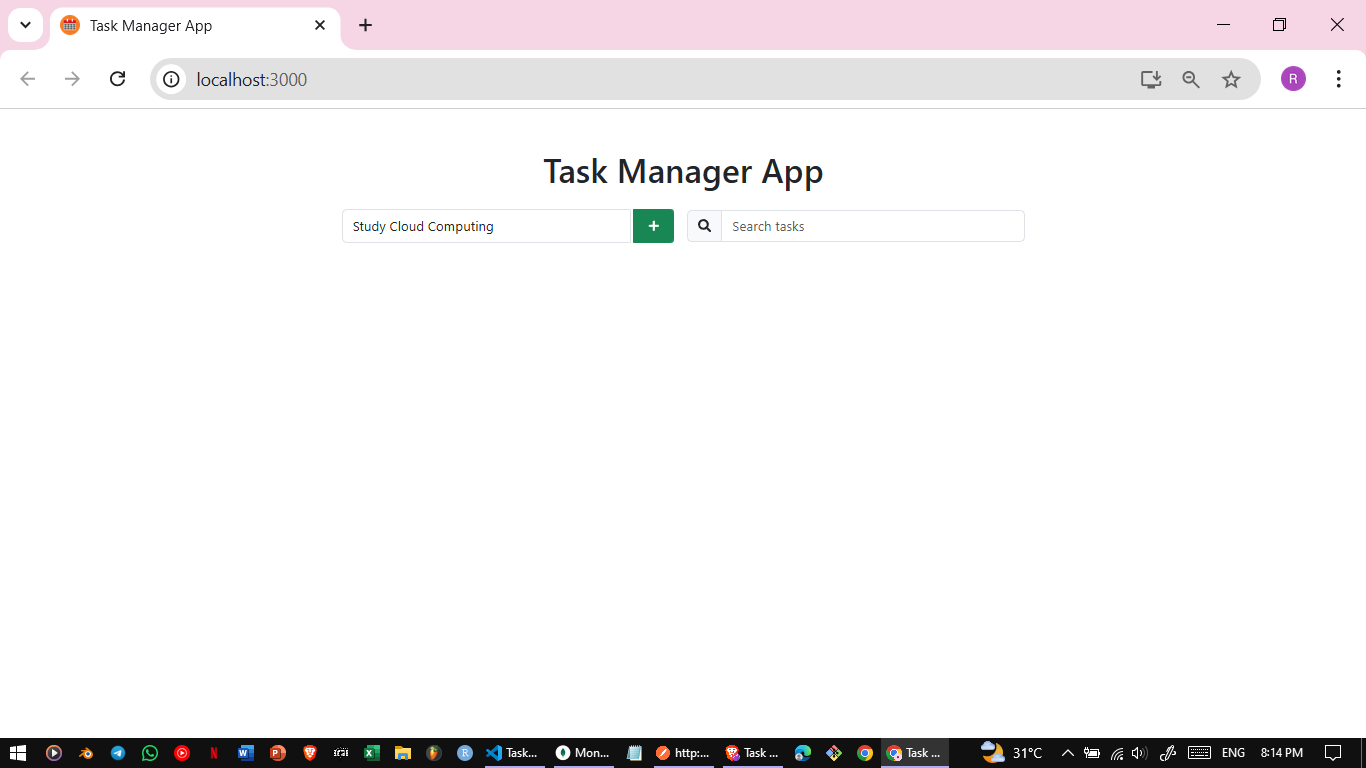 Task Manager App
localhost:3000
R
Task Manager App
Study Cloud Computing
+
Search tasks
Task... Mon... http:... Task ... Task ... 31°C ENG 8:14 PM